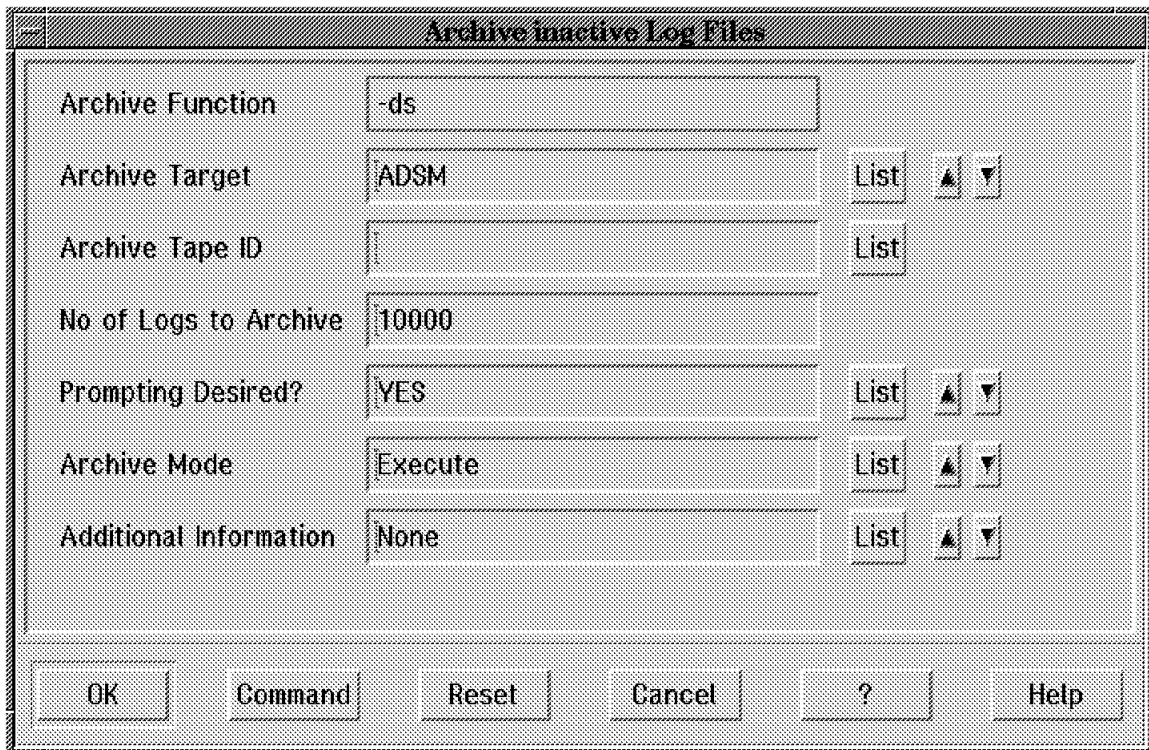 Archive inactive Log Files
Archive Function -ds
Archive Target ADSM List ▲ ▼
Archive Tape ID List
No of Logs to Archive 10000
Prompting Desired? YES List ▲ ▼
Archive Mode Execute List ▲ ▼
Additional Information None List ▲ ▼
OK Command Reset Cancel ? Help